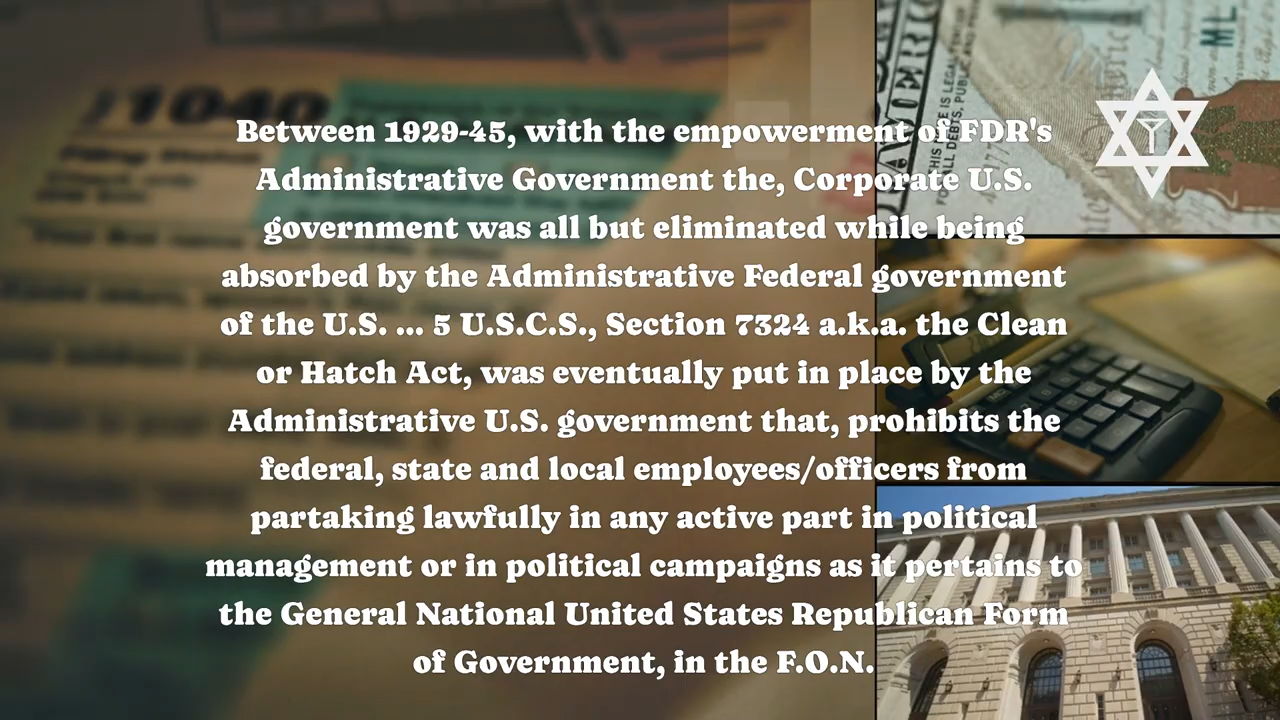 Between 1929-45, with the empowerment of FDR's
Administrative Government the, Corporate U.S.
government was all but eliminated while being
absorbed by the Administrative Federal government
of the U.S. ... 5 U.S.C.S., Section 7324 a.k.a. the Clean
or Hatch Act, was eventually put in place by the
Administrative U.S. government that, prohibits the
federal, state and local employees/officers from
partaking lawfully in any active part in political
management or in political campaigns as it pertains to
the General National United States Republican Form
of Government, in the F.O.N.
1040